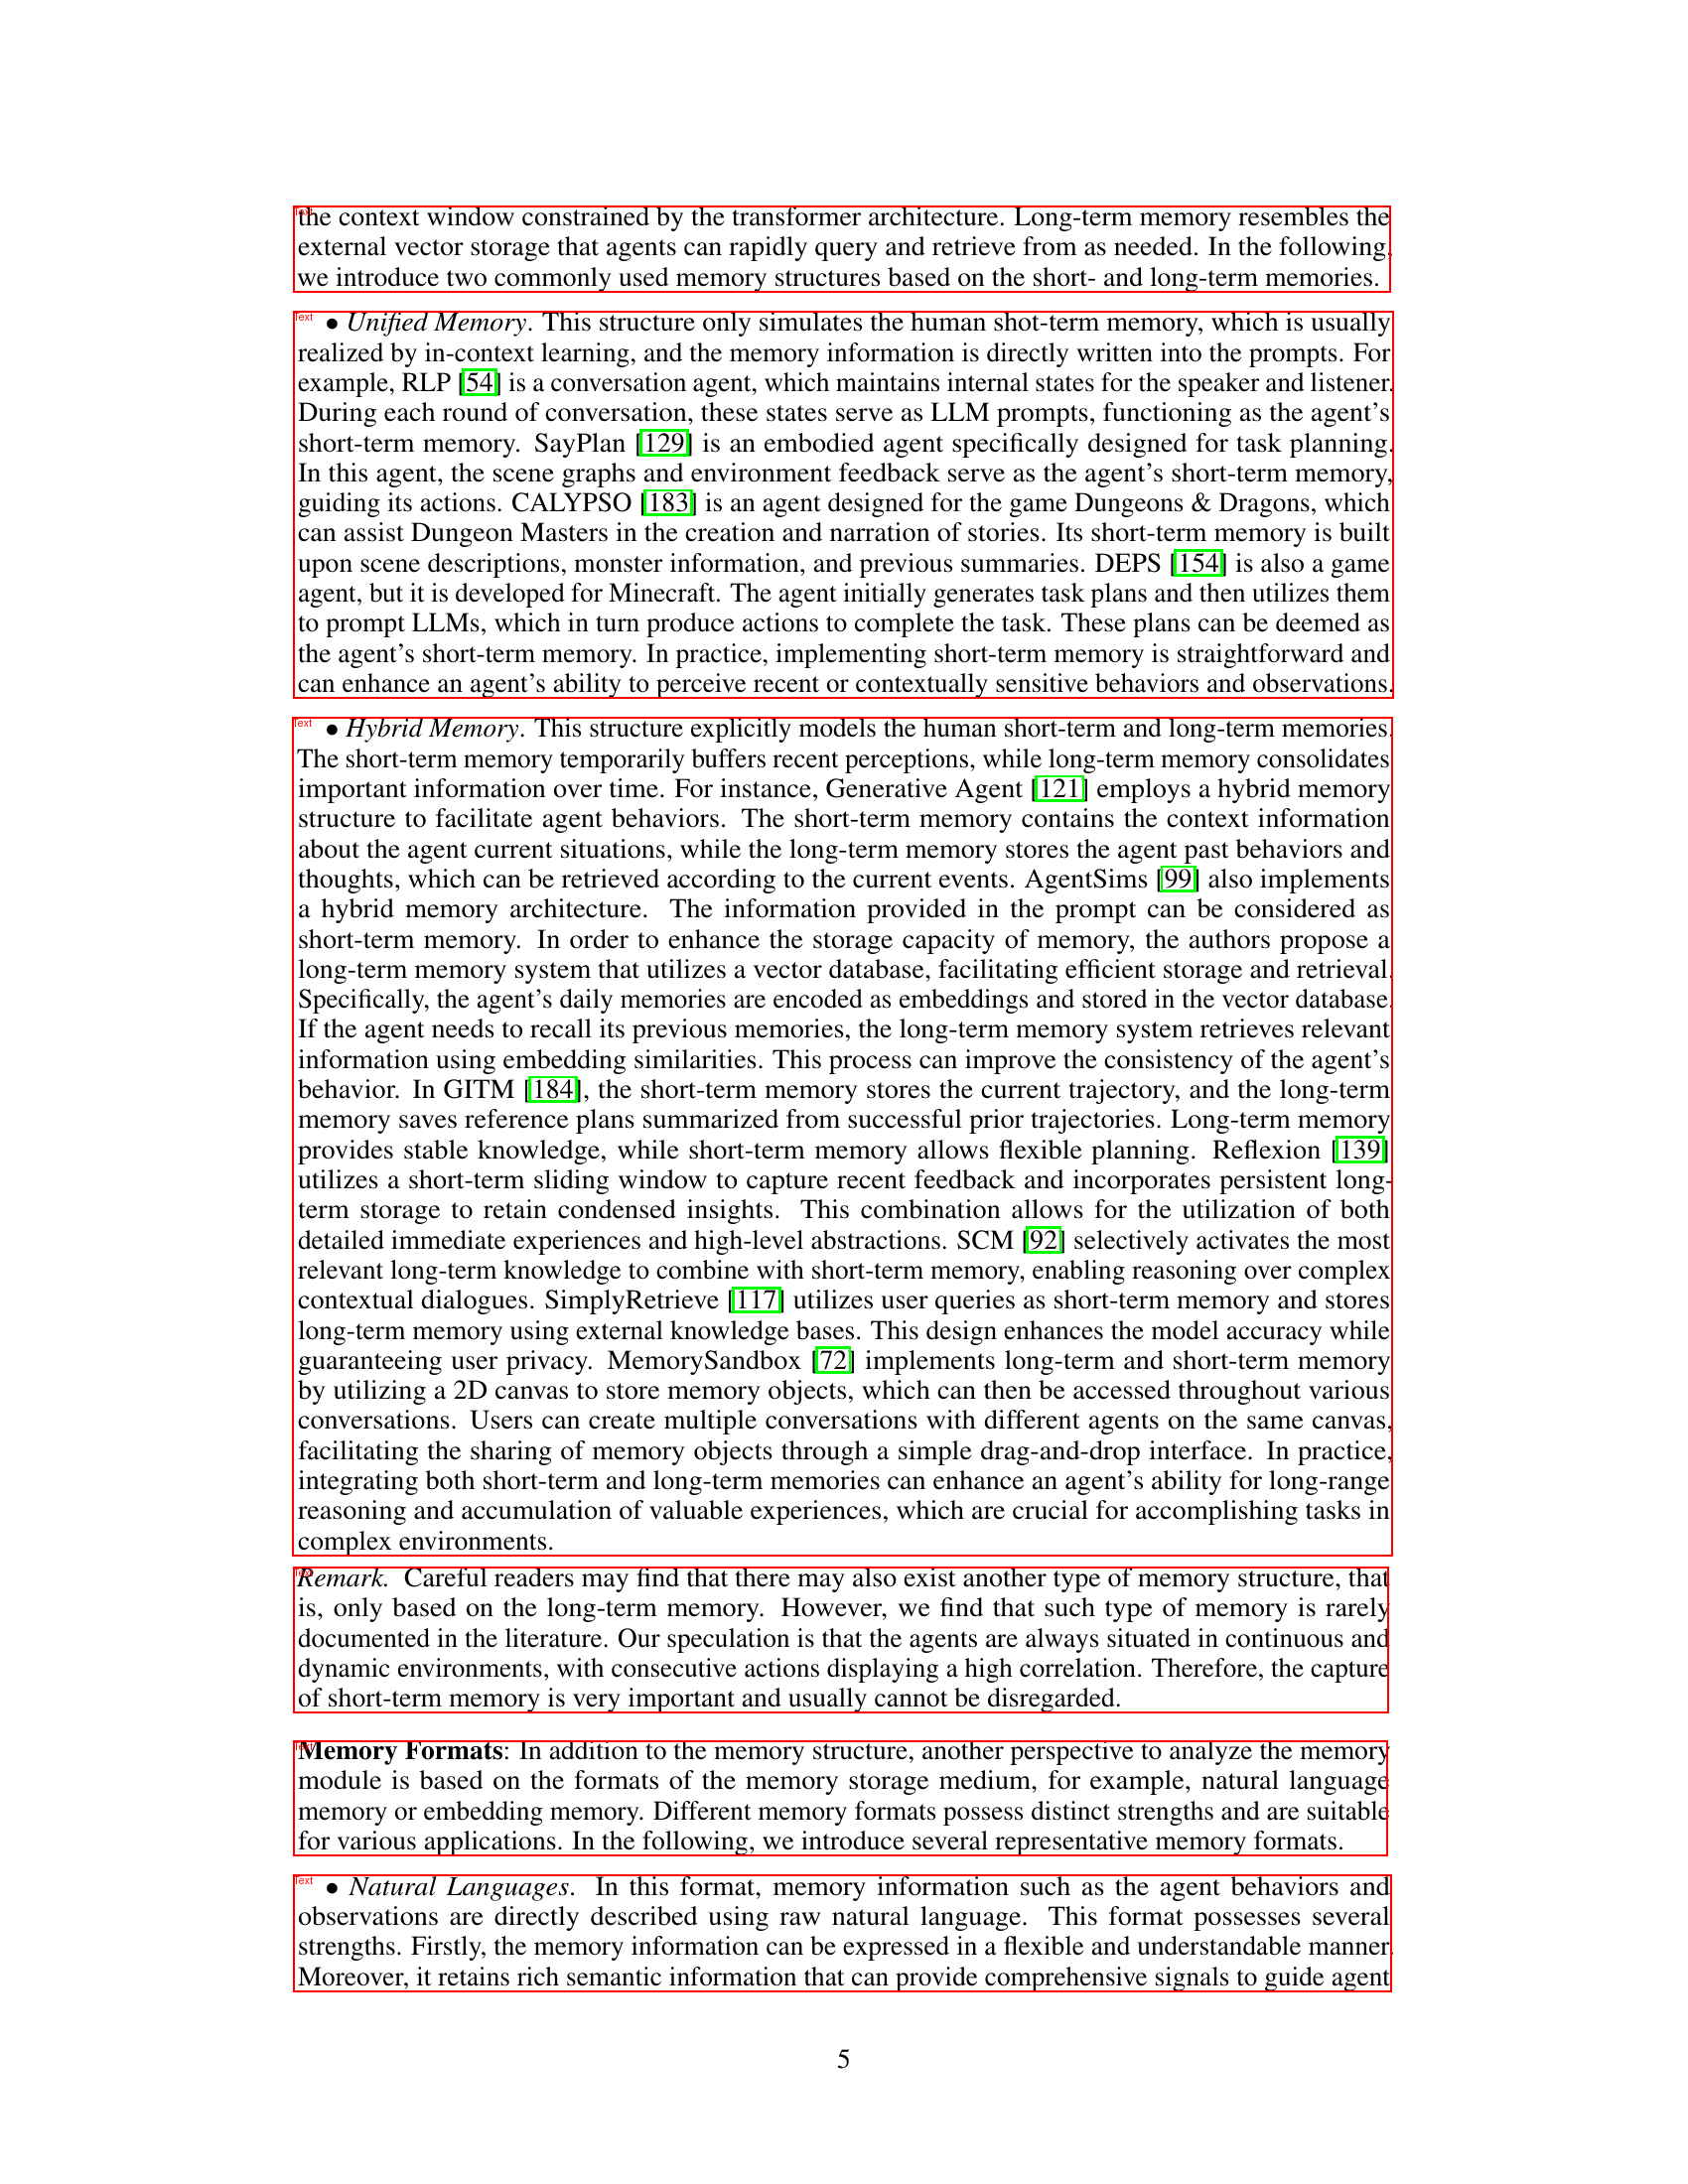 the context window constrained by the transformer architecture. Long-term memory resembles the
external vector storage that agents can rapidly query and retrieve from as needed. In the following,
we introduce two commonly used memory structures based on the short- and long-term memories.
Text
• Unified Memory. This structure only simulates the human shot-term memory, which is usually
realized by in-context learning, and the memory information is directly written into the prompts. For
example, RLP [54] is a conversation agent, which maintains internal states for the speaker and listener.
During each round of conversation, these states serve as LLM prompts, functioning as the agent's
short-term memory. SayPlan [129] is an embodied agent specifically designed for task planning.
In this agent, the scene graphs and environment feedback serve as the agent's short-term memory,
guiding its actions. CALYPSO [183] is an agent designed for the game Dungeons & Dragons, which
can assist Dungeon Masters in the creation and narration of stories. Its short-term memory is built
upon scene descriptions, monster information, and previous summaries. DEPS [154] is also a game
agent, but it is developed for Minecraft. The agent initially generates task plans and then utilizes them
to prompt LLMs, which in turn produce actions to complete the task. These plans can be deemed as
the agent's short-term memory. In practice, implementing short-term memory is straightforward and
can enhance an agent's ability to perceive recent or contextually sensitive behaviors and observations.
Text
• Hybrid Memory. This structure explicitly models the human short-term and long-term memories.
The short-term memory temporarily buffers recent perceptions, while long-term memory consolidates
important information over time. For instance, Generative Agent [121] employs a hybrid memory
structure to facilitate agent behaviors. The short-term memory contains the context information
about the agent current situations, while the long-term memory stores the agent past behaviors and
thoughts, which can be retrieved according to the current events. AgentSims [99] also implements
a hybrid memory architecture. The information provided in the prompt can be considered as
short-term memory. In order to enhance the storage capacity of memory, the authors propose a
long-term memory system that utilizes a vector database, facilitating efficient storage and retrieval.
Specifically, the agent's daily memories are encoded as embeddings and stored in the vector database.
If the agent needs to recall its previous memories, the long-term memory system retrieves relevant
information using embedding similarities. This process can improve the consistency of the agent's
behavior. In GITM [184], the short-term memory stores the current trajectory, and the long-term
memory saves reference plans summarized from successful prior trajectories. Long-term memory
provides stable knowledge, while short-term memory allows flexible planning. Reflexion [139]
utilizes a short-term sliding window to capture recent feedback and incorporates persistent long-
term storage to retain condensed insights. This combination allows for the utilization of both
detailed immediate experiences and high-level abstractions. SCM [92] selectively activates the most
relevant long-term knowledge to combine with short-term memory, enabling reasoning over complex
contextual dialogues. SimplyRetrieve [117] utilizes user queries as short-term memory and stores
long-term memory using external knowledge bases. This design enhances the model accuracy while
guaranteeing user privacy. MemorySandbox [72] implements long-term and short-term memory
by utilizing a 2D canvas to store memory objects, which can then be accessed throughout various
conversations. Users can create multiple conversations with different agents on the same canvas,
facilitating the sharing of memory objects through a simple drag-and-drop interface. In practice,
integrating both short-term and long-term memories can enhance an agent's ability for long-range
reasoning and accumulation of valuable experiences, which are crucial for accomplishing tasks in
complex environments.
Text
Remark. Careful readers may find that there may also exist another type of memory structure, that
is, only based on the long-term memory. However, we find that such type of memory is rarely
documented in the literature. Our speculation is that the agents are always situated in continuous and
dynamic environments, with consecutive actions displaying a high correlation. Therefore, the capture
of short-term memory is very important and usually cannot be disregarded.
Text
Memory Formats: In addition to the memory structure, another perspective to analyze the memory
module is based on the formats of the memory storage medium, for example, natural language
memory or embedding memory. Different memory formats possess distinct strengths and are suitable
for various applications. In the following, we introduce several representative memory formats.
Text
• Natural Languages. In this format, memory information such as the agent behaviors and
observations are directly described using raw natural language. This format possesses several
strengths. Firstly, the memory information can be expressed in a flexible and understandable manner.
Moreover, it retains rich semantic information that can provide comprehensive signals to guide agent
5